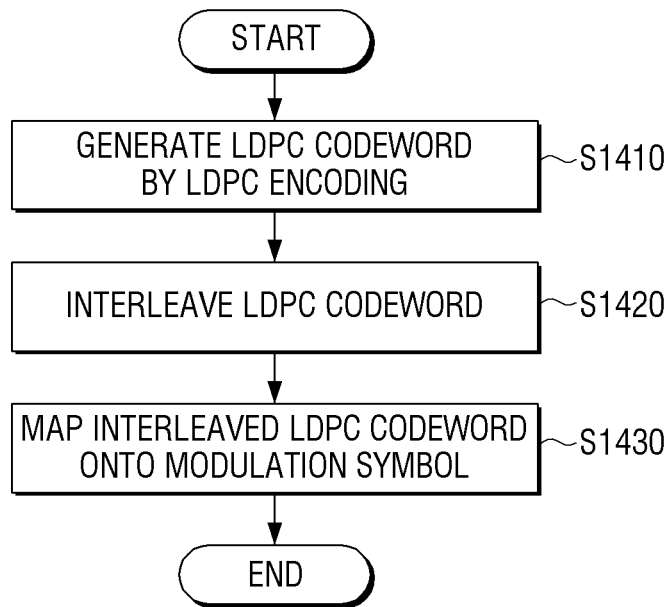 START
GENERATE LDPC CODEWORD
BY LDPC ENCODING
S1410
INTERLEAVE LDPC CODEWORD
S1420
MAP INTERLEAVED LDPC CODEWORD
ONTO MODULATION SYMBOL
S1430
END